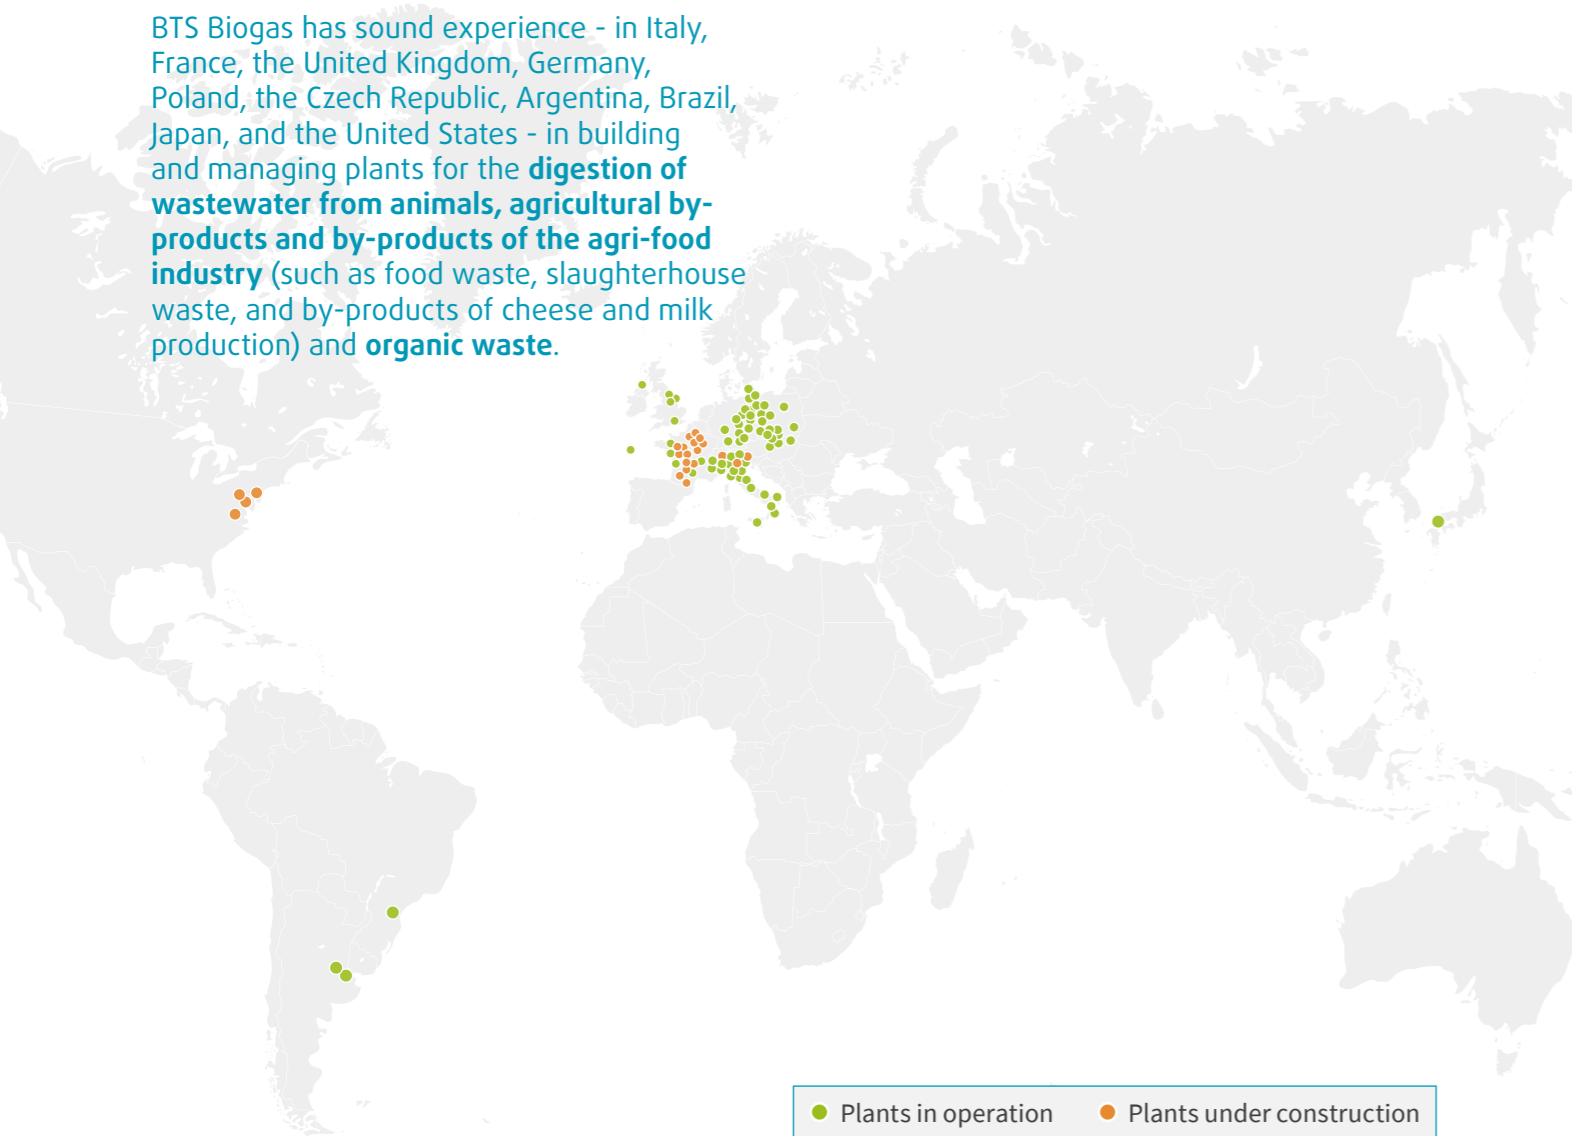 BTS Biogas has sound experience - in Italy,
France, the United Kingdom, Germany,
Poland, the Czech Republic, Argentina, Brazil,
Japan, and the United States - in building
and managing plants for the digestion of
wastewater from animals, agricultural by-
products and by-products of the agri-food
industry (such as food waste, slaughterhouse
waste, and by-products of cheese and milk
production) and organic waste.
Plants in operation
Plants under construction